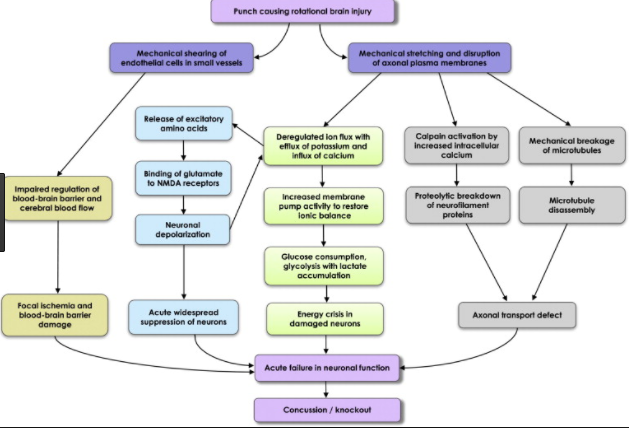 Punch causing rotational brain injury
Mechanical shearing of
endothelial cells in small vessels
Mechanical stretching and disruption
of axonal plasma membranes
Release of excitatory
amino acids
Deregulated ion flux with
efflux of potassium and
influx of calcium
Calpain activation by
increased intracellular
calcium
Mechanical breakage
of microtubules
Impaired regulation of
blood-brain barrier and
cerebral blood flow
Binding of glutamate
to NMDA receptors
Increased membrane
pump activity to restore
ionic balance
Proteolytic breakdown
of neurofilament
proteins
Microtubule
disassembly
Neuronal
depolarization
Glucose consumption,
glycolysis with lactate
accumulation
Focal ischemia and
blood-brain barrier
damage
Acute widespread
suppression of neurons
Energy crisis in
damaged neurons
Axonal transport defect
Acute failure in neuronal function
Concussion / knockout